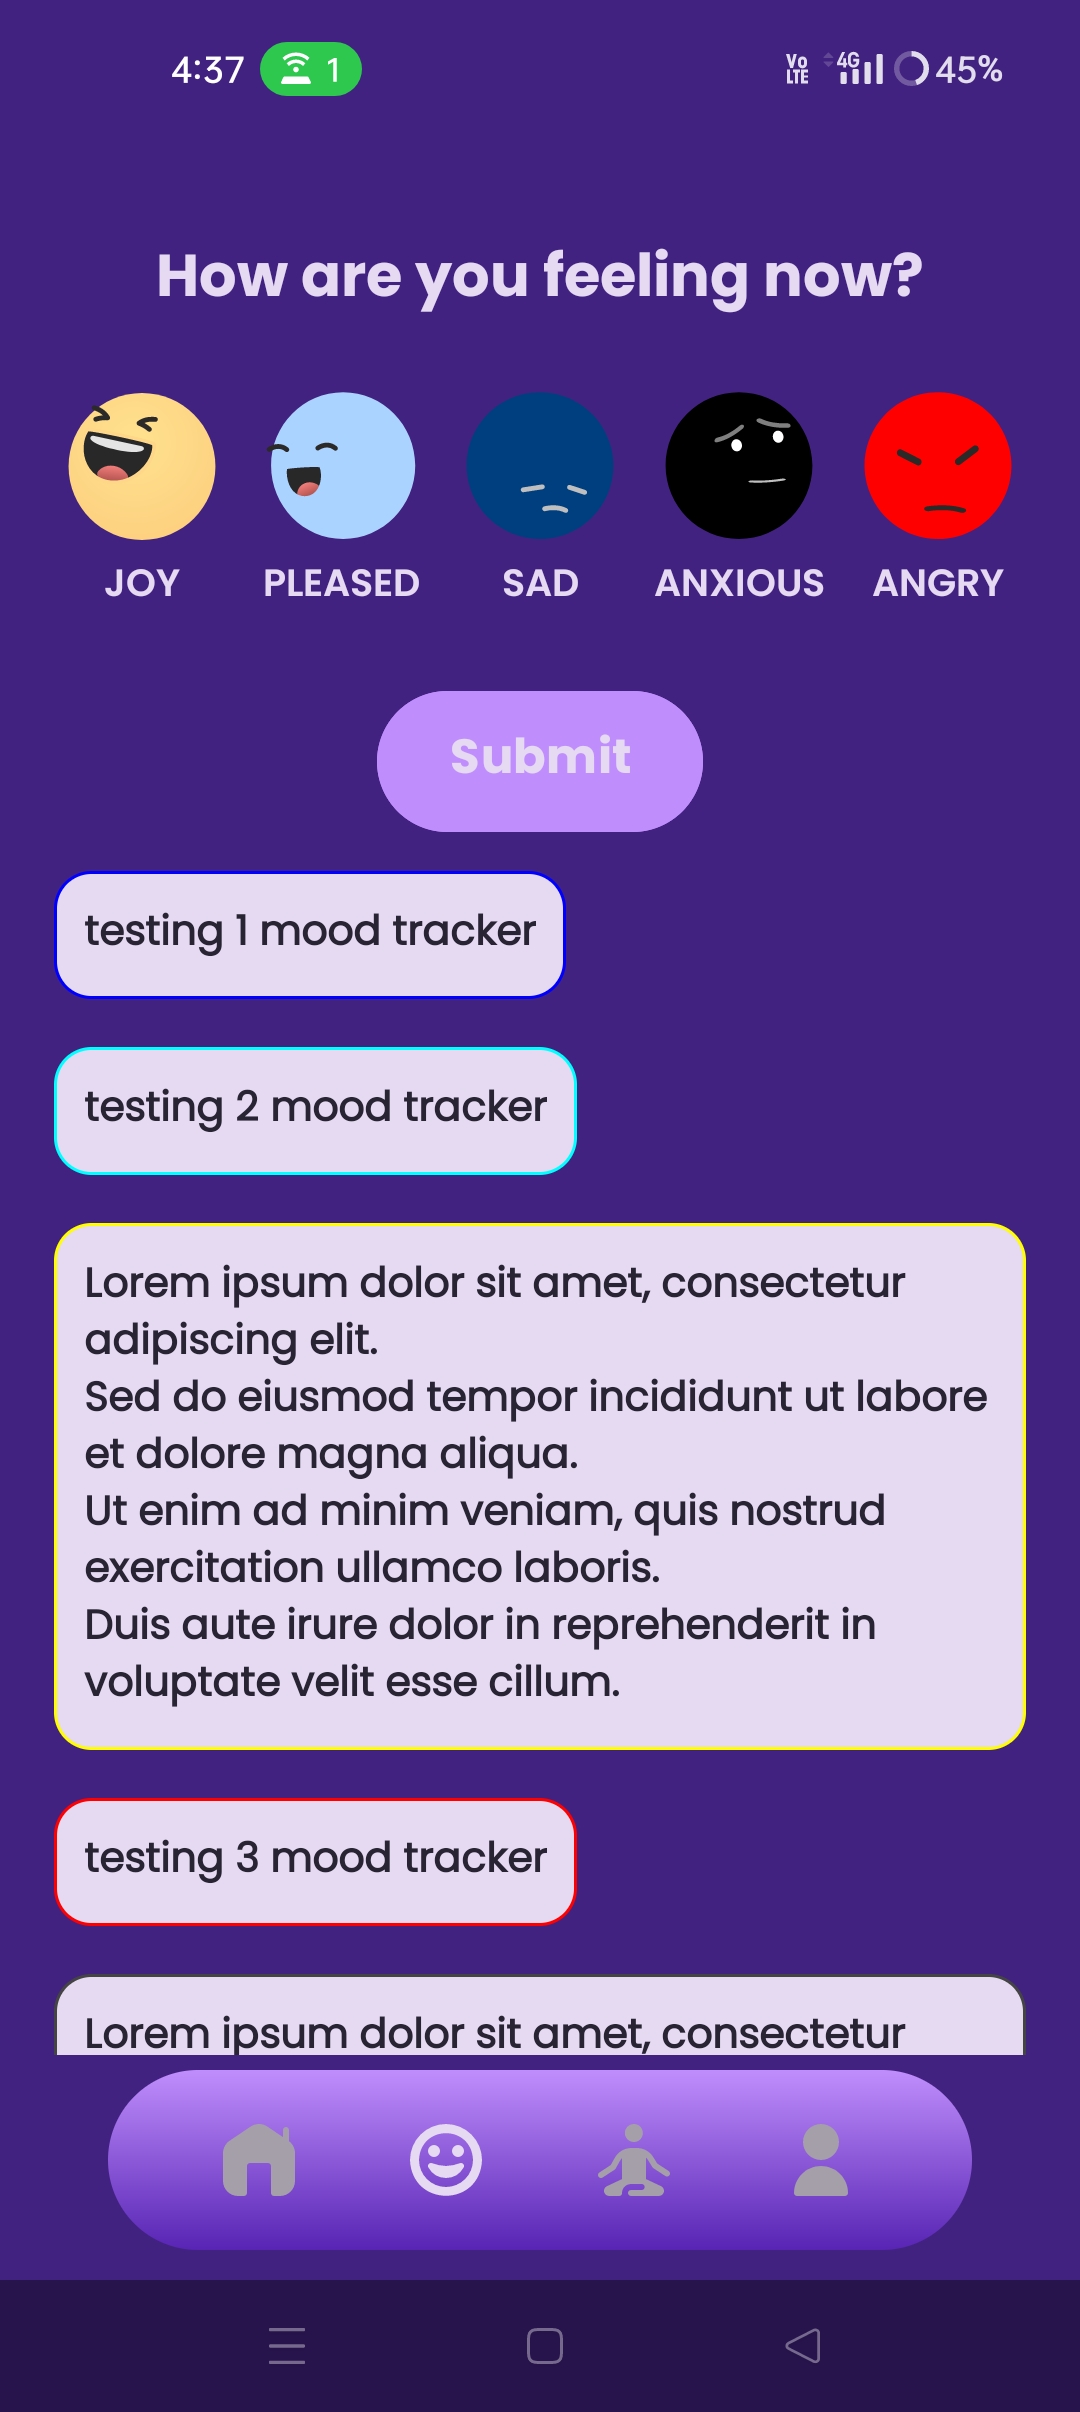 4:37 1 Vo LTE 4G 45%
How are you feeling now?
JOY PLEASED SAD ANXIOUS ANGRY
Submit
testing 1 mood tracker
testing 2 mood tracker
Lorem ipsum dolor sit amet, consectetur
adipiscing elit.
Sed do eiusmod tempor incididunt ut labore
et dolore magna aliqua.
Ut enim ad minim veniam, quis nostrud
exercitation ullamco laboris.
Duis aute irure dolor in reprehenderit in
voluptate velit esse cillum.
testing 3 mood tracker
Lorem ipsum dolor sit amet, consectetur